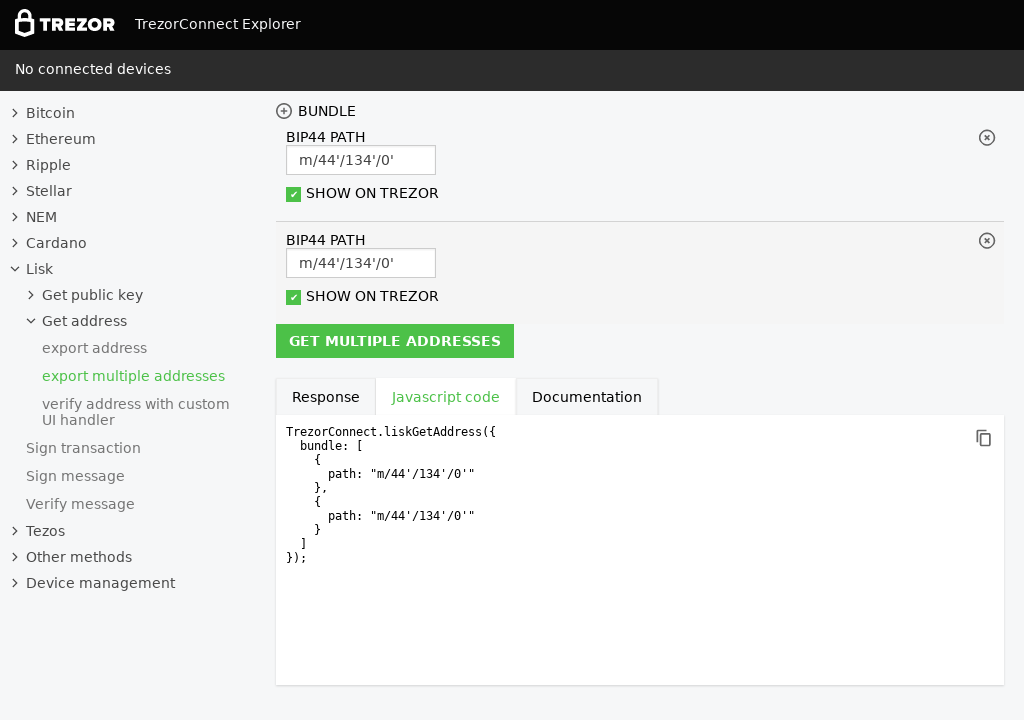 TREZOR TrezorConnect Explorer
No connected devices
Bitcoin
Ethereum
Ripple
Stellar
NEM
Cardano
Lisk
Get public key
Get address
export address
export multiple addresses
verify address with custom
UI handler
Sign transaction
Sign message
Verify message
Tezos
Other methods
Device management
BUNDLE
BIP44 PATH
m/44'/134'/0'
SHOW ON TREZOR
BIP44 PATH
m/44'/134'/0'
SHOW ON TREZOR
GET MULTIPLE ADDRESSES
Response Javascript code Documentation
TrezorConnect.liskGetAddress({
  bundle: [
    {
      path: "m/44'/134'/0'"
    },
    {
      path: "m/44'/134'/0'"
    }
  ]
});